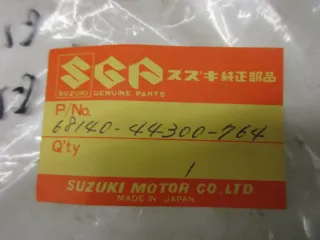 SGP スズキ純正部品
SUZUKI GENUINE PARTS
P/No.
68140-44300-764
Q'ty
1
SUZUKI MOTOR CO.,LTD.
MADE IN JAPAN